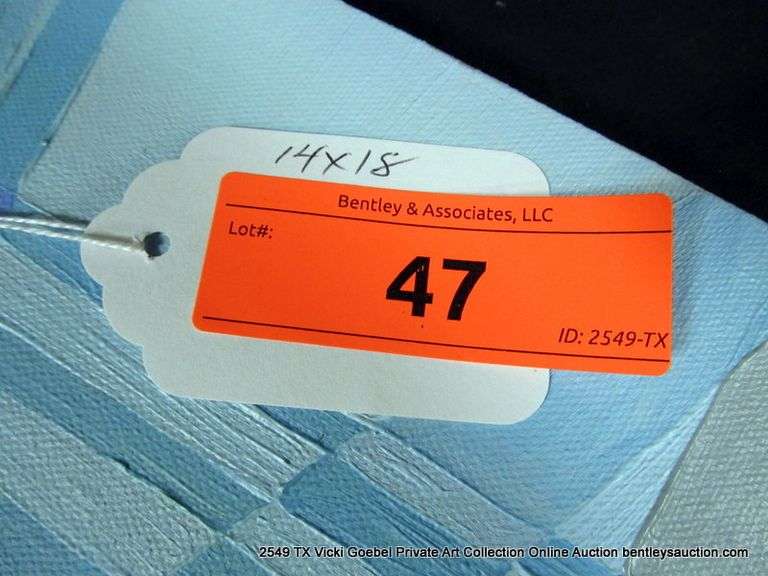 14x18
Bentley & Associates, LLC
Lot#:
47
ID: 2549-TX
2549 TX Vicki Goebel Private Art Collection Online Auction bentleysauction.com